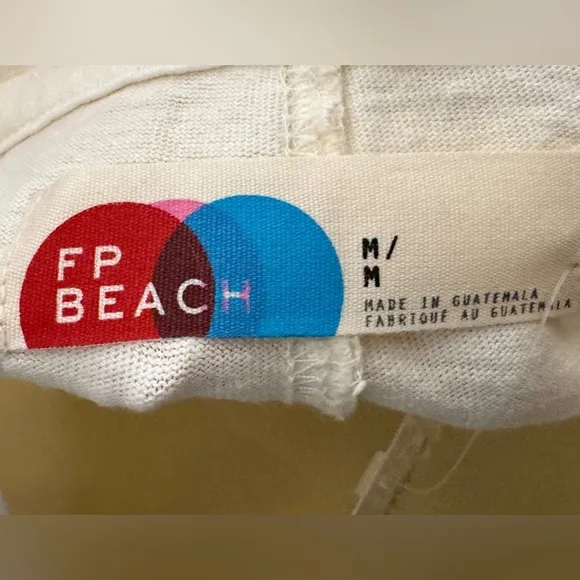 FP
BEACH
M/
M
MADE IN GUATEMALA
FABRIQUE AU GUATEMALA